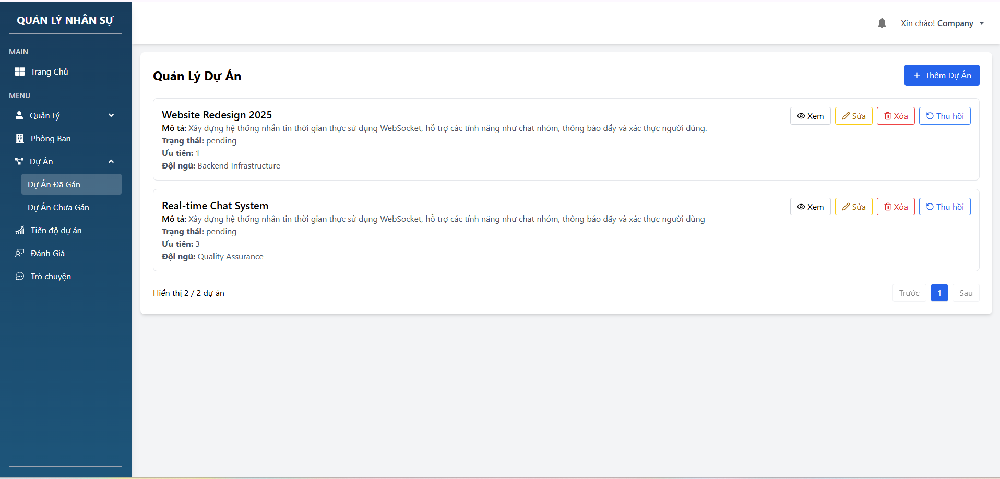 QUẢN LÝ NHÂN SỰ
MAIN
Trang Chủ
MENU
Quản Lý
Phòng Ban
Dự Án
Dự Án Đã Gán
Dự Án Chưa Gán
Tiến độ dự án
Đánh Giá
Trò chuyện
Xin chào! Company
Quản Lý Dự Án
Thêm Dự Án
Website Redesign 2025
Xem Sửa Xóa Thu hồi
Mô tả: Xây dựng hệ thống nhắn tin thời gian thực sử dụng WebSocket, hỗ trợ các tính năng như chat nhóm, thông báo đẩy và xác thực người dùng.
Trạng thái: pending
Ưu tiên: 1
Đội ngũ: Backend Infrastructure
Real-time Chat System
Xem Sửa Xóa Thu hồi
Mô tả: Xây dựng hệ thống nhắn tin thời gian thực sử dụng WebSocket, hỗ trợ các tính năng như chat nhóm, thông báo đẩy và xác thực người dùng
Trạng thái: pending
Ưu tiên: 3
Đội ngũ: Quality Assurance
Hiển thị 2 / 2 dự án
Trước 1 Sau